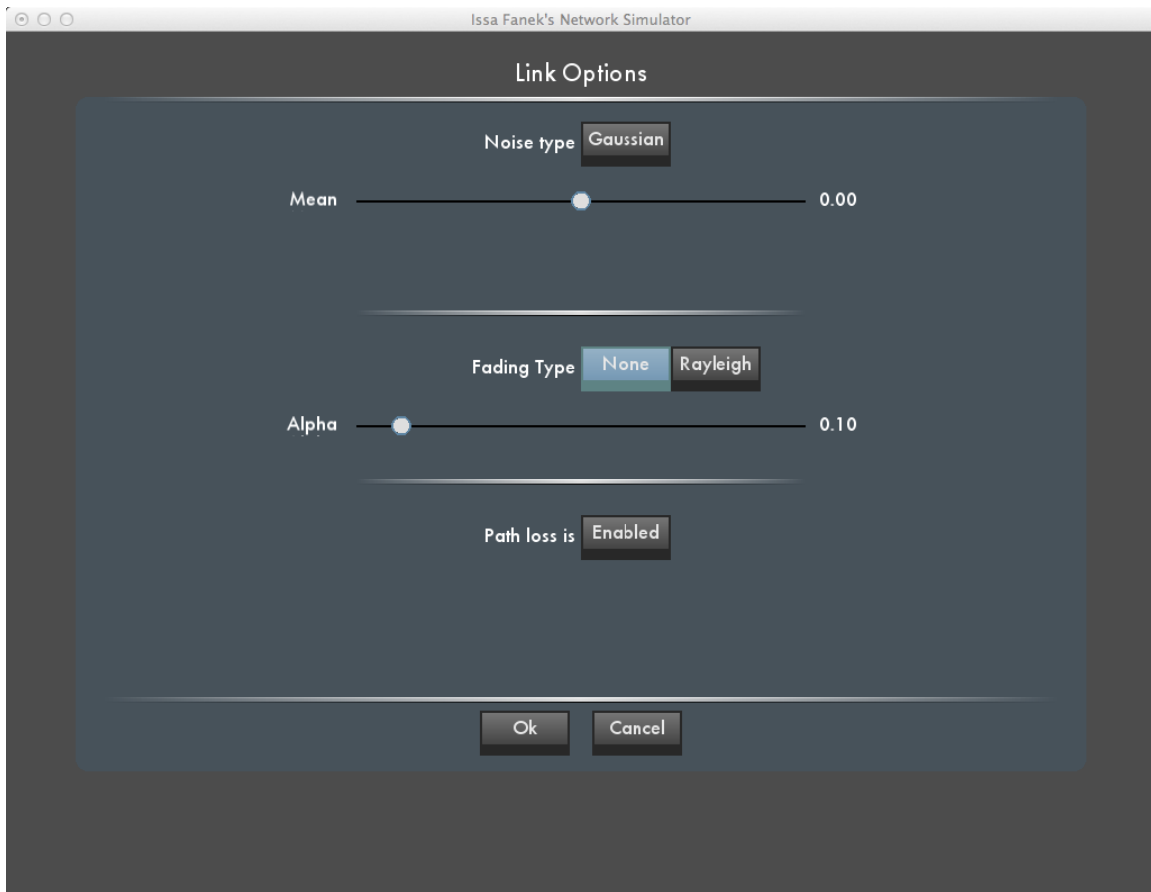 Issa Fanek's Network Simulator
Link Options
Noise type Gaussian
Mean 0.00
Fading Type None Rayleigh
Alpha 0.10
Path loss is Enabled
Ok Cancel